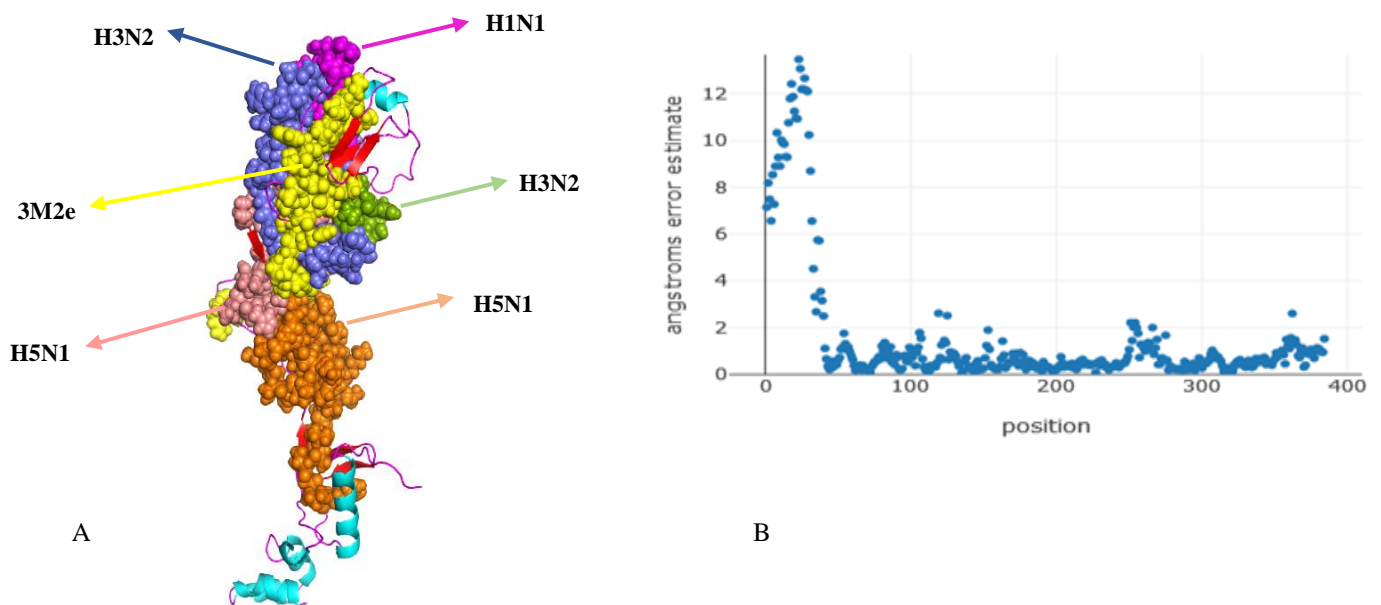 H3N2
H1N1
3M2e
H3N2
H5N1
H5N1
A
angstroms error estimate
12
10
8
6
4
2
0
0
100
200
300
400
position
B